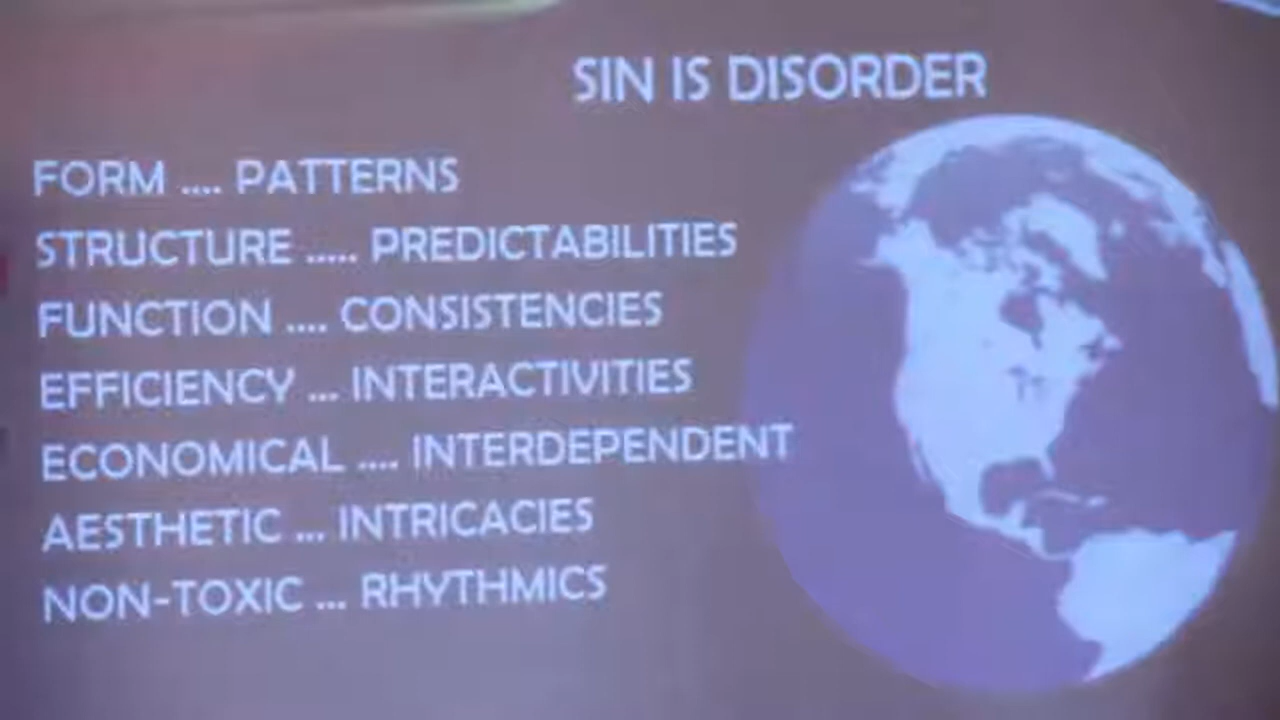 SIN IS DISORDER
FORM .... PATTERNS
STRUCTURE ..... PREDICTABILITIES
FUNCTION .... CONSISTENCIES
EFFICIENCY ... INTERACTIVITIES
ECONOMICAL .... INTERDEPENDENT
AESTHETIC ... INTRICACIES
NON-TOXIC ... RHYTHMICS